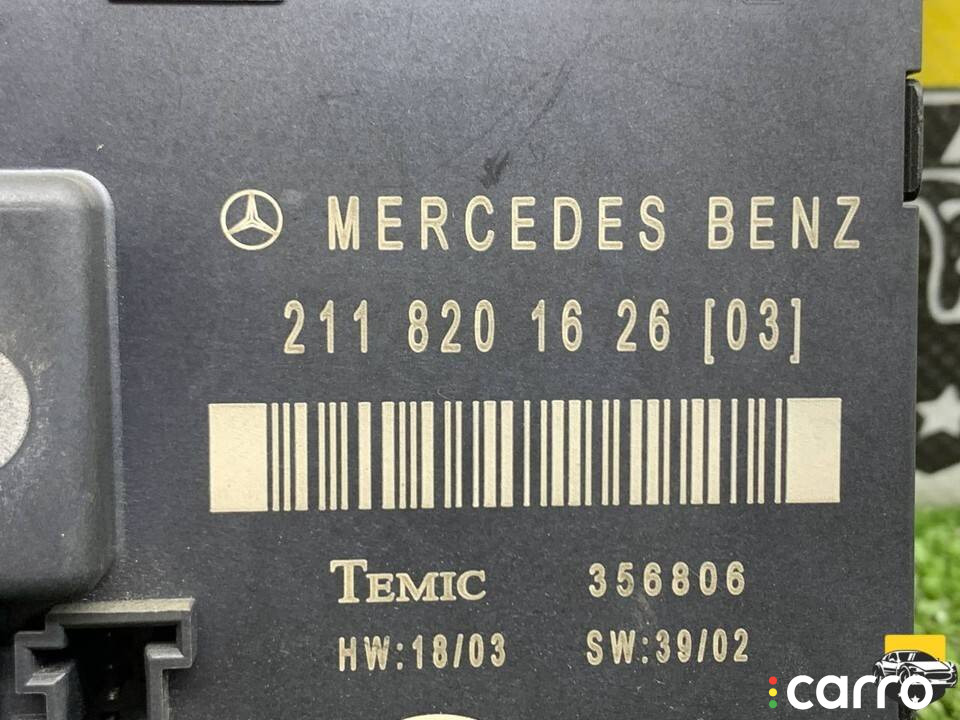 MERCEDES BENZ
211 820 16 26 [03]
TEMIC 356806
HW:18/03 SW:39/02
carro